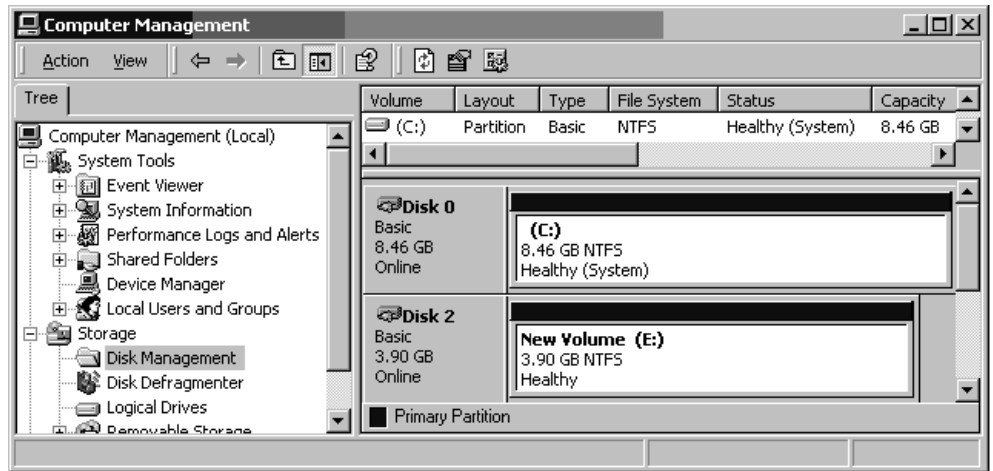 Computer Management
Action View
Tree
Computer Management (Local)
System Tools
Event Viewer
System Information
Performance Logs and Alerts
Shared Folders
Device Manager
Local Users and Groups
Storage
Disk Management
Disk Defragmenter
Logical Drives
Removable Storage
Volume Layout Type File System Status Capacity
(C:) Partition Basic NTFS Healthy (System) 8.46 GB
Disk 0
Basic
8.46 GB
Online
(C:)
8.46 GB NTFS
Healthy (System)
Disk 2
Basic
3.90 GB
Online
New Volume (E:)
3.90 GB NTFS
Healthy
Primary Partition